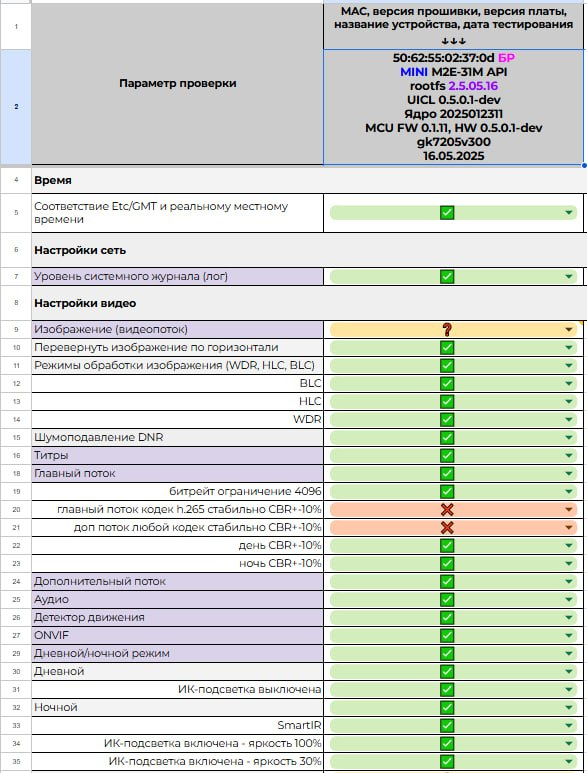 1
МАС, версия прошивки, версия платы,
название устройства, дата тестирования
↓↓↓
Параметр проверки
2
50:62:55:02:37:0d БР
MINI M2E-31M API
rootfs 2.5.05.16
UICL 0.5.0.1-dev
Ядро 2025012311
MCU FW 0.1.11, HW 0.5.0.1-dev
gk7205v300
16.05.2025
4 Время
5 Соответствие Etc/GMT и реальному местному
времени ✅
6 Настройки сеть
7 Уровень системного журнала (лог) ✅
8 Настройки видео
9 Изображение (видеопоток) ❓
10 Перевернуть изображение по горизонтали ✅
11 Режимы обработки изображения (WDR, HLC, BLC) ✅
12 BLC ✅
13 HLC ✅
14 WDR ✅
15 Шумоподавление DNR ✅
16 Титры ✅
18 Главный поток ✅
19 битрейт ограничение 4096 ✅
20 главный поток кодек h.265 стабильно CBR+-10% ❌
21 доп поток любой кодек стабильно CBR+-10% ❌
22 день CBR+-10% ✅
23 ночь CBR+-10% ✅
24 Дополнительный поток ✅
25 Аудио ✅
26 Детектор движения ✅
27 ONVIF ✅
29 Дневной/ночной режим ✅
30 Дневной ✅
31 ИК-подсветка выключена ✅
32 Ночной ✅
33 SmartIR ✅
34 ИК-подсветка включена - яркость 100% ✅
35 ИК-подсветка включена - яркость 30% ✅